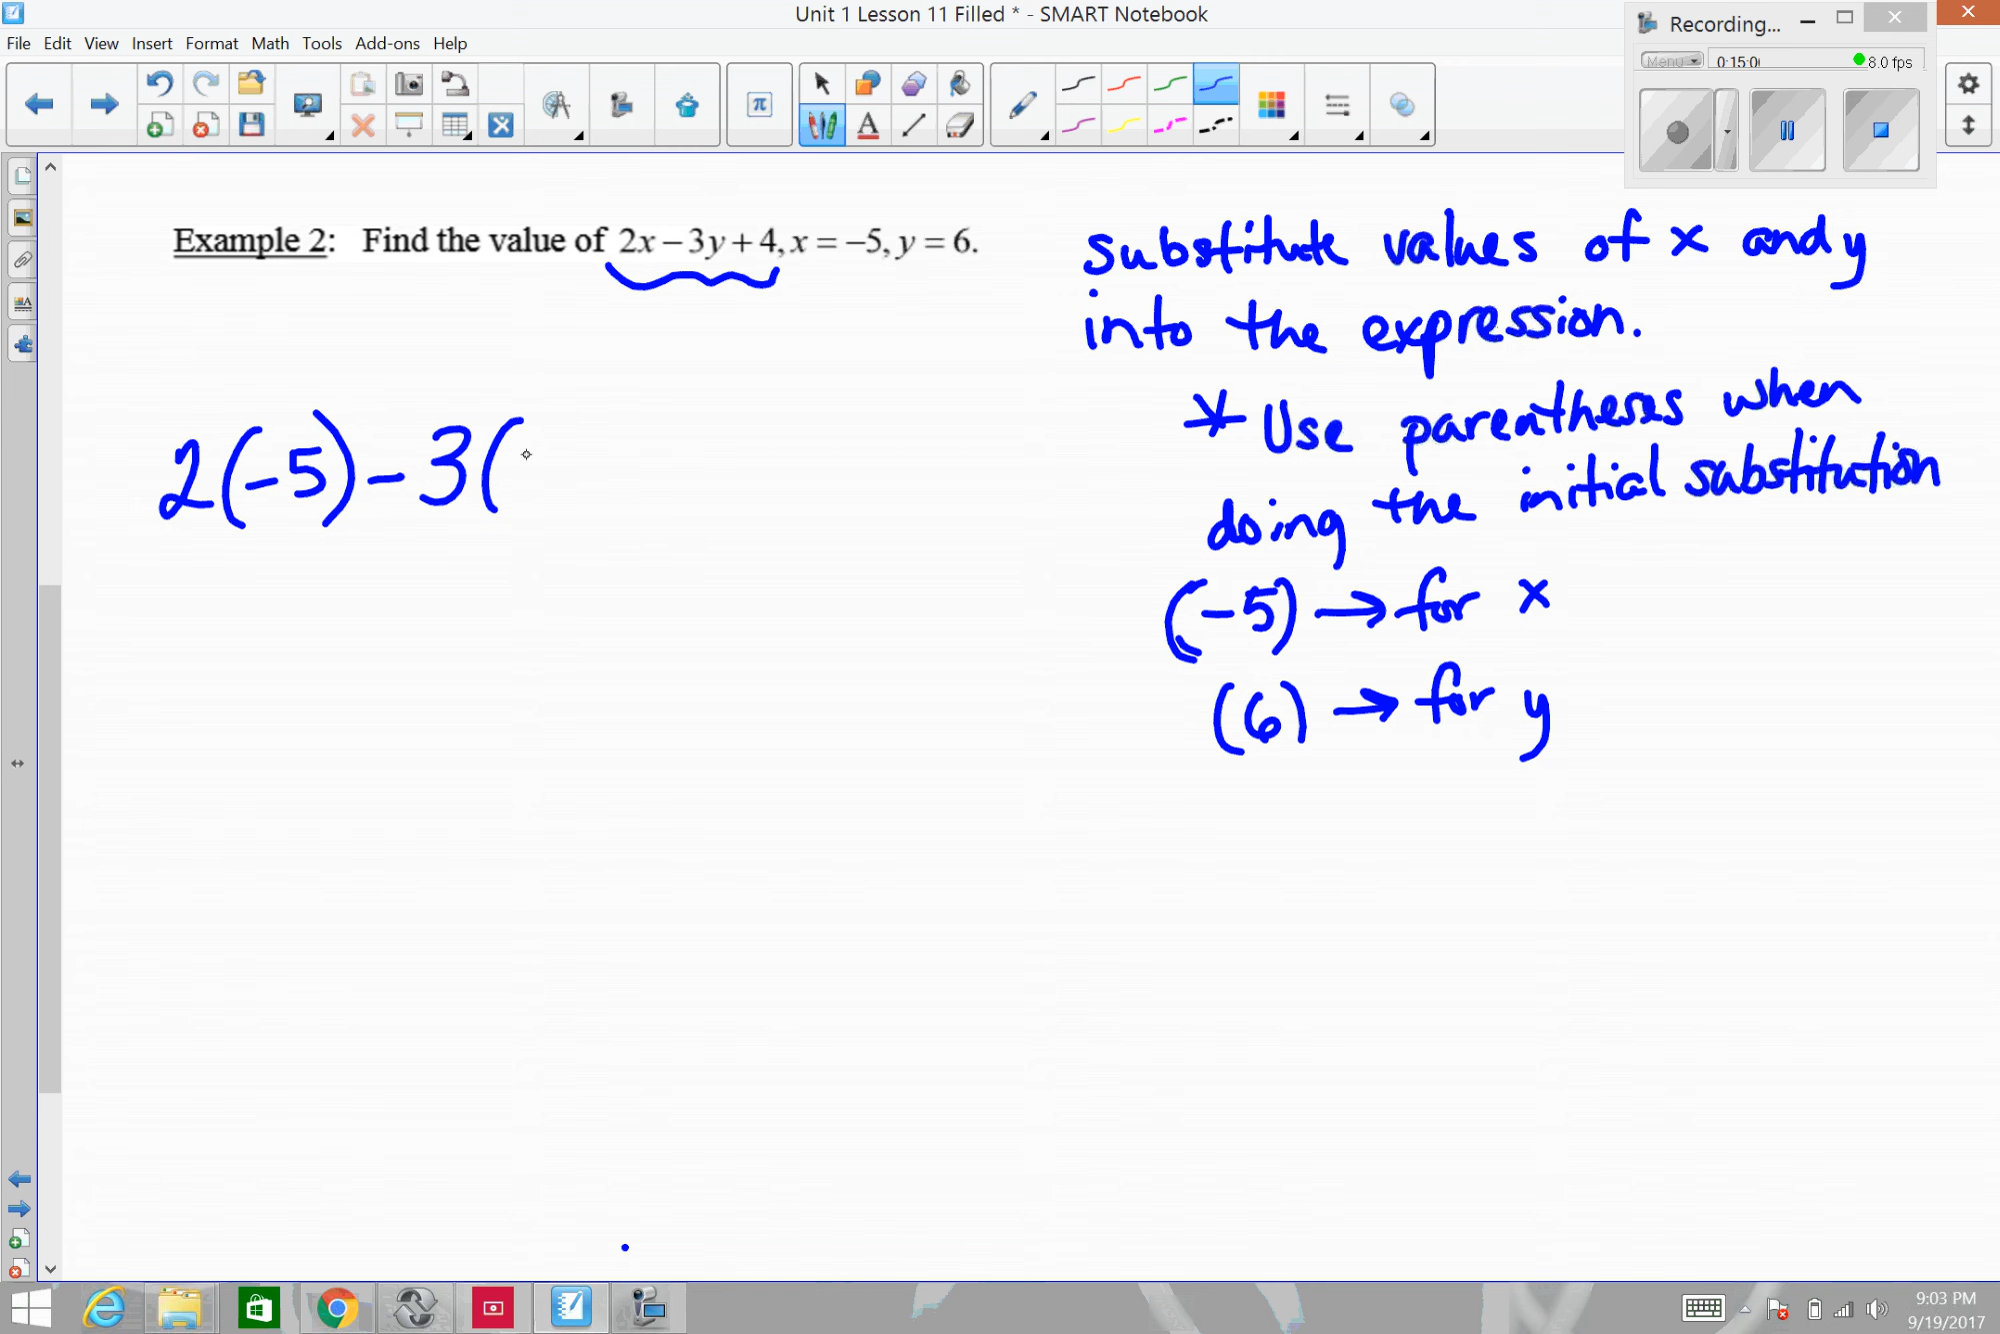 Unit 1 Lesson 11 Filled * - SMART Notebook
File Edit View Insert Format Math Tools Add-ons Help
Recording...
Menu 0:15:0 8.0 fps
π
A
Example 2: Find the value of 2x − 3y + 4, x = −5, y = 6.
substitute values of x and y
into the expression.
* Use parentheses when
doing the initial substitution
(-5) → for x
(6) → for y
2(-5) - 3(
9:03 PM
9/19/2017